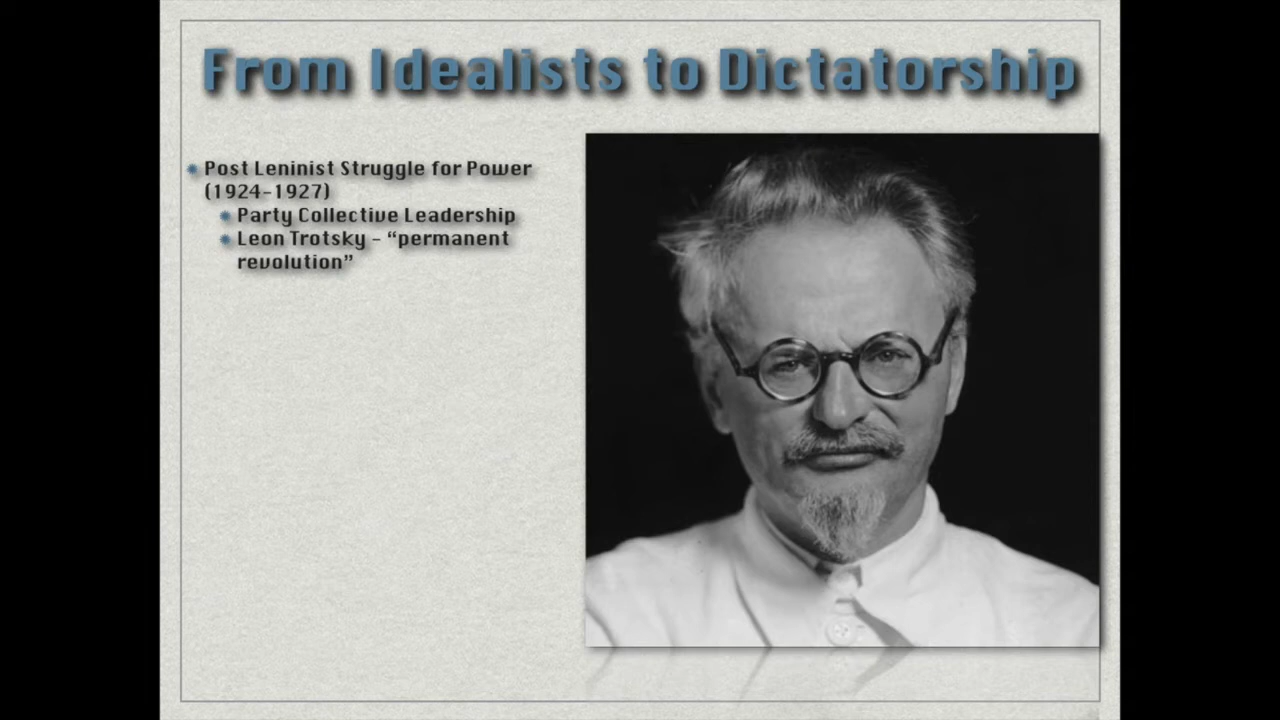 From Idealists to Dictatorship
Post Leninist Struggle for Power
(1924-1927)
Party Collective Leadership
Leon Trotsky - “permanent
revolution”